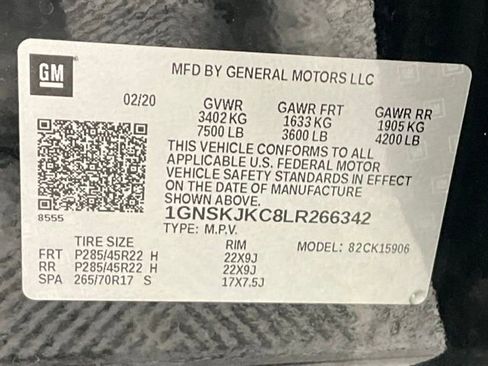 GM
MFD BY GENERAL MOTORS LLC
02/20 GVWR GAWR FRT GAWR RR
3402 KG 1633 KG 1905 KG
7500 LB 3600 LB 4200 LB
THIS VEHICLE CONFORMS TO ALL
APPLICABLE U.S. FEDERAL MOTOR
VEHICLE SAFETY STANDARDS IN EFFECT
ON THE DATE OF MANUFACTURE
SHOWN ABOVE.
8555 1GNSKJKC8LR266342
TYPE: M.P.V.
TIRE SIZE RIM MODEL: 82CK15906
FRT P285/45R22 H 22X9J
RR P285/45R22 H 22X9J
SPA 265/70R17 S 17X7.5J